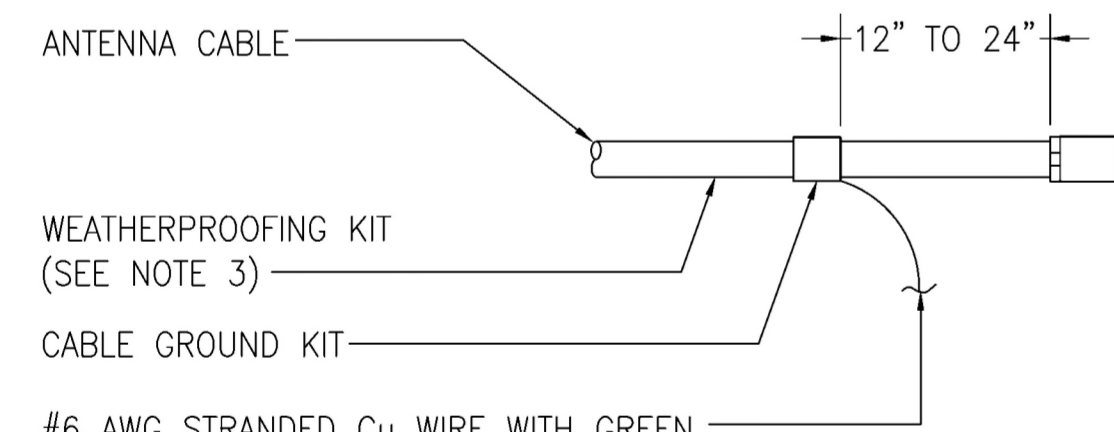 ANTENNA CABLE
12" TO 24"
WEATHERPROOFING KIT
(SEE NOTE 3)
CABLE GROUND KIT
#6 AWG STRANDED Cu WIRE WITH GREEN